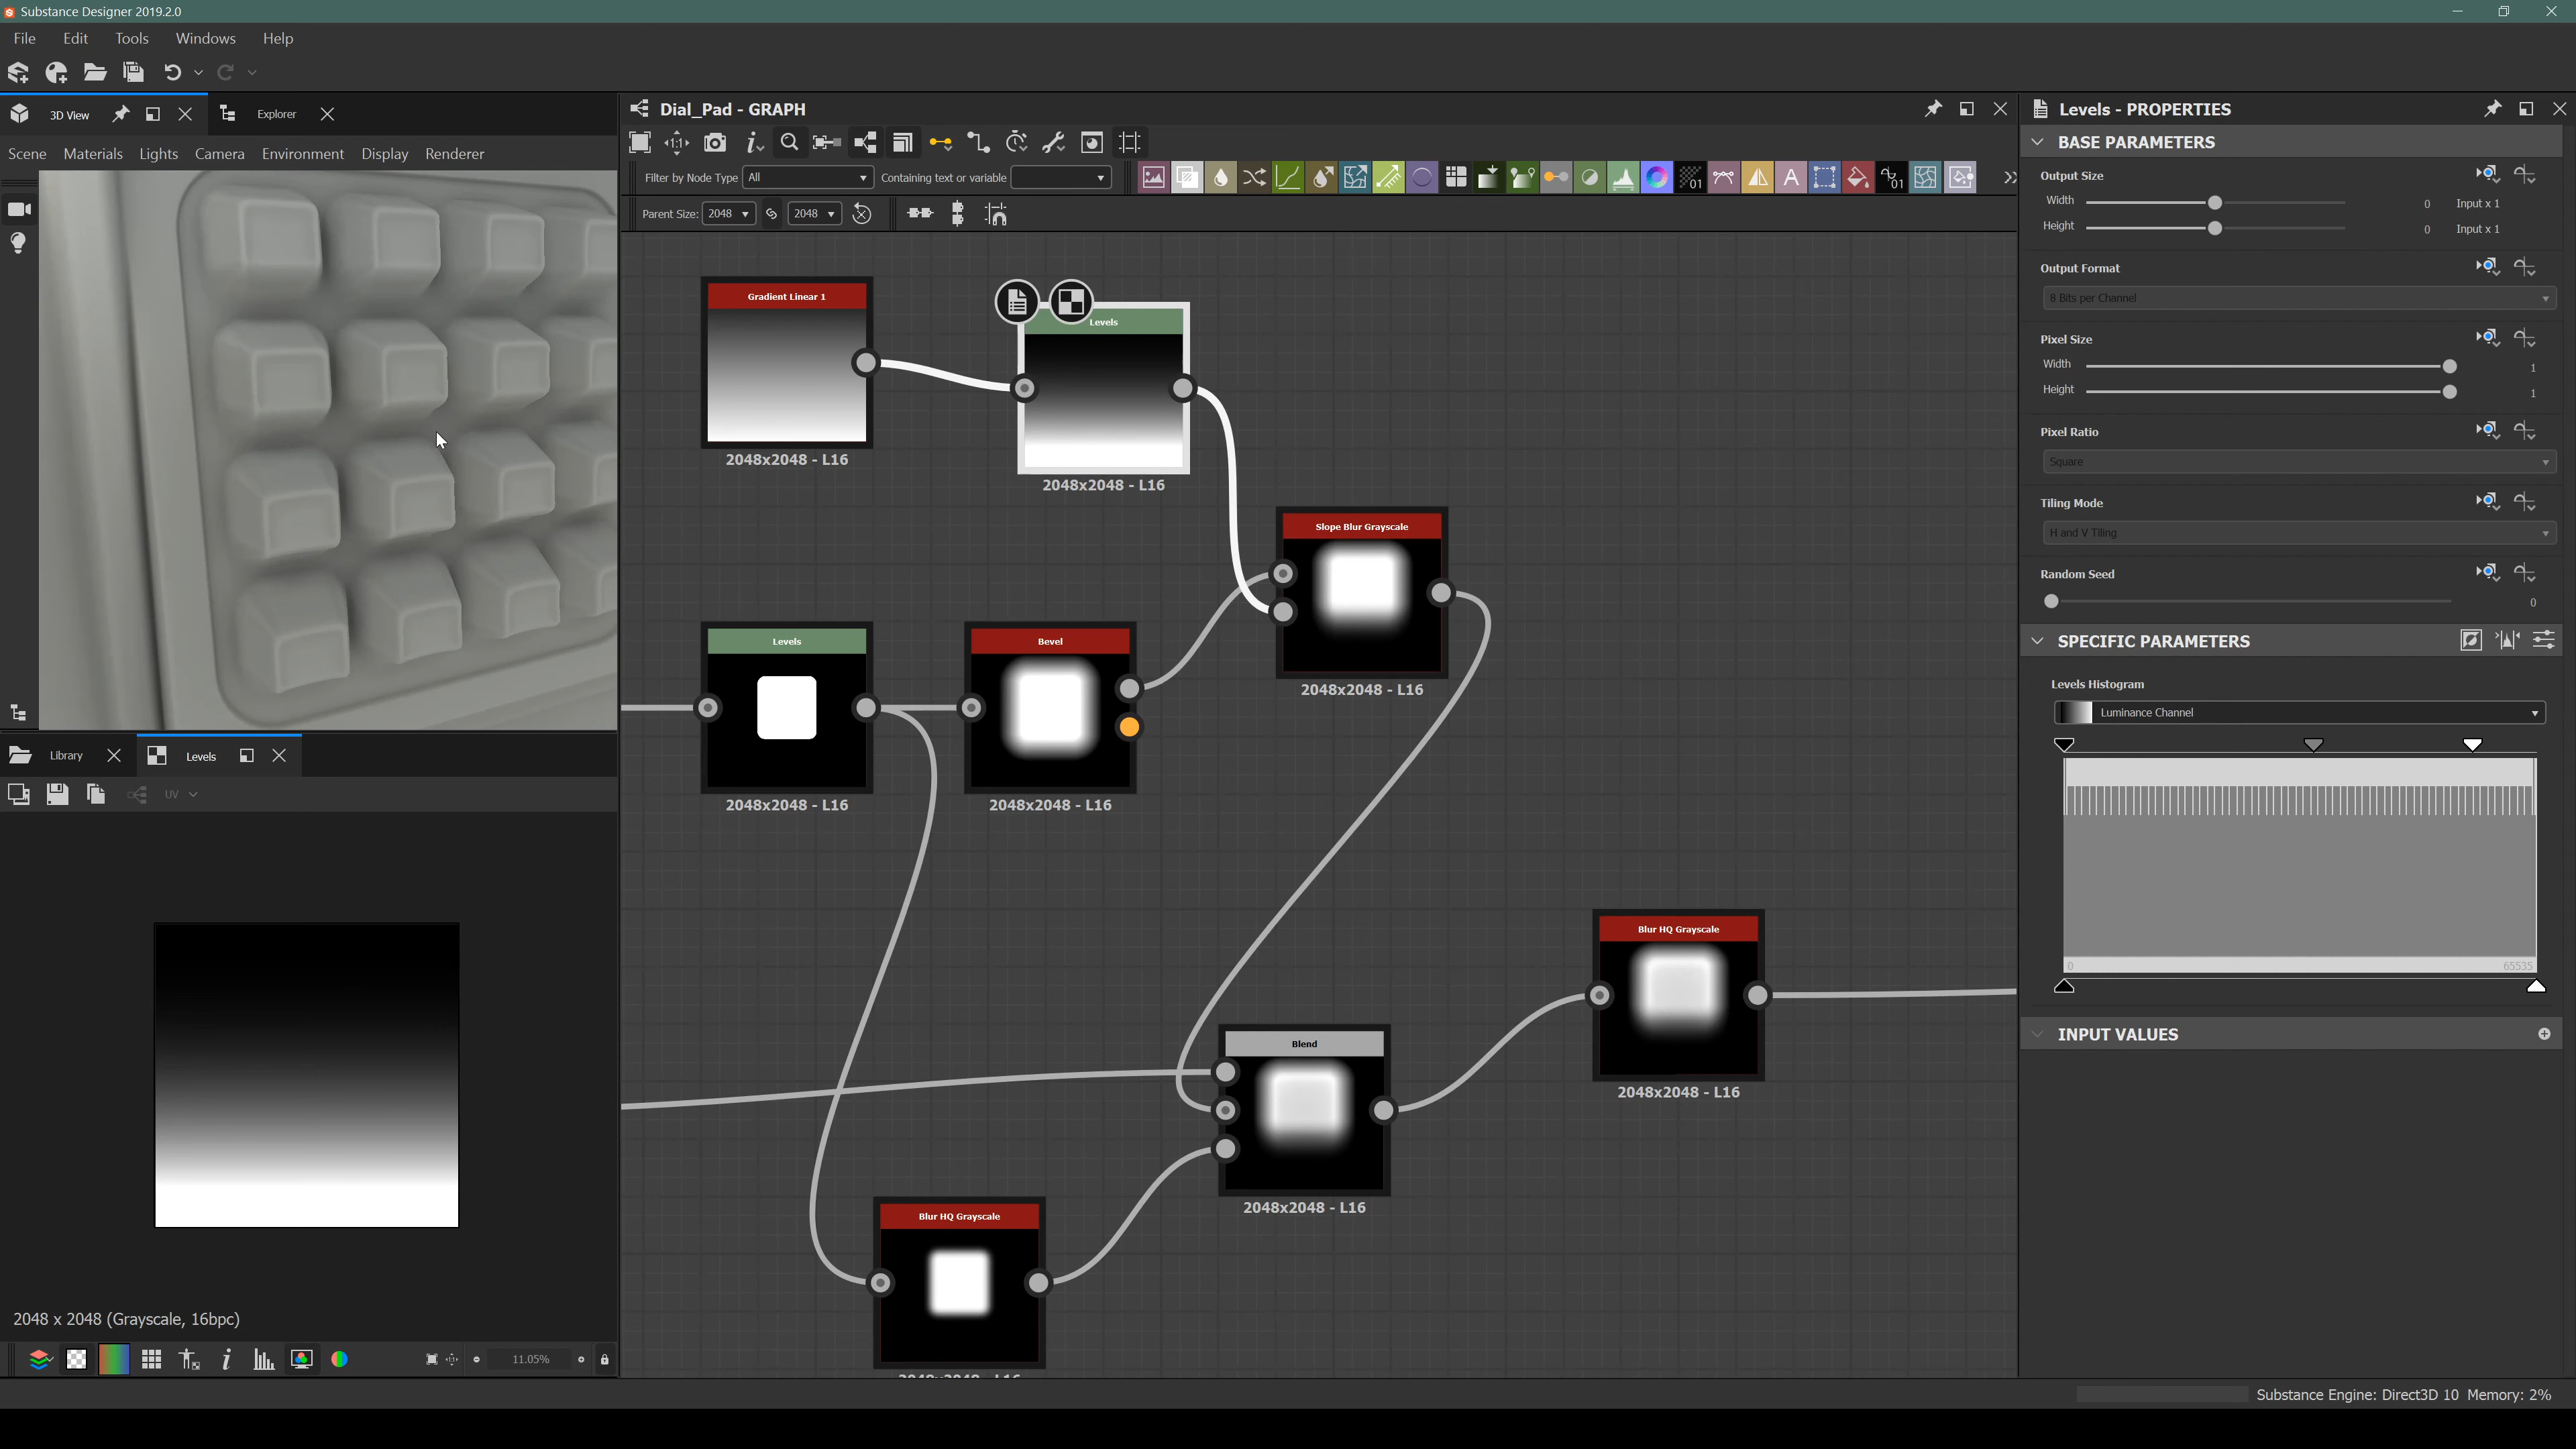 Substance Designer 2019.2.0
File Edit Tools Windows Help
3D View Explorer
Scene Materials Lights Camera Environment Display Renderer
Library Levels
UV
2048 x 2048 (Grayscale, 16bpc)
11.05%
Dial_Pad - GRAPH
Filter by Node Type All Containing text or variable
Parent Size: 2048 2048
Gradient Linear 1
2048x2048 - L16
Levels
2048x2048 - L16
Slope Blur Grayscale
2048x2048 - L16
Levels
2048x2048 - L16
Bevel
2048x2048 - L16
Blur HQ Grayscale
2048x2048 - L16
Blend
2048x2048 - L16
Blur HQ Grayscale
Levels - PROPERTIES
BASE PARAMETERS
Output Size
Width 0 Input x 1
Height 0 Input x 1
Output Format
8 Bits per Channel
Pixel Size
Width 1
Height 1
Pixel Ratio
Square
Tiling Mode
H and V Tiling
Random Seed
0
SPECIFIC PARAMETERS
Levels Histogram
Luminance Channel
0 65535
INPUT VALUES
Substance Engine: Direct3D 10 Memory: 2%